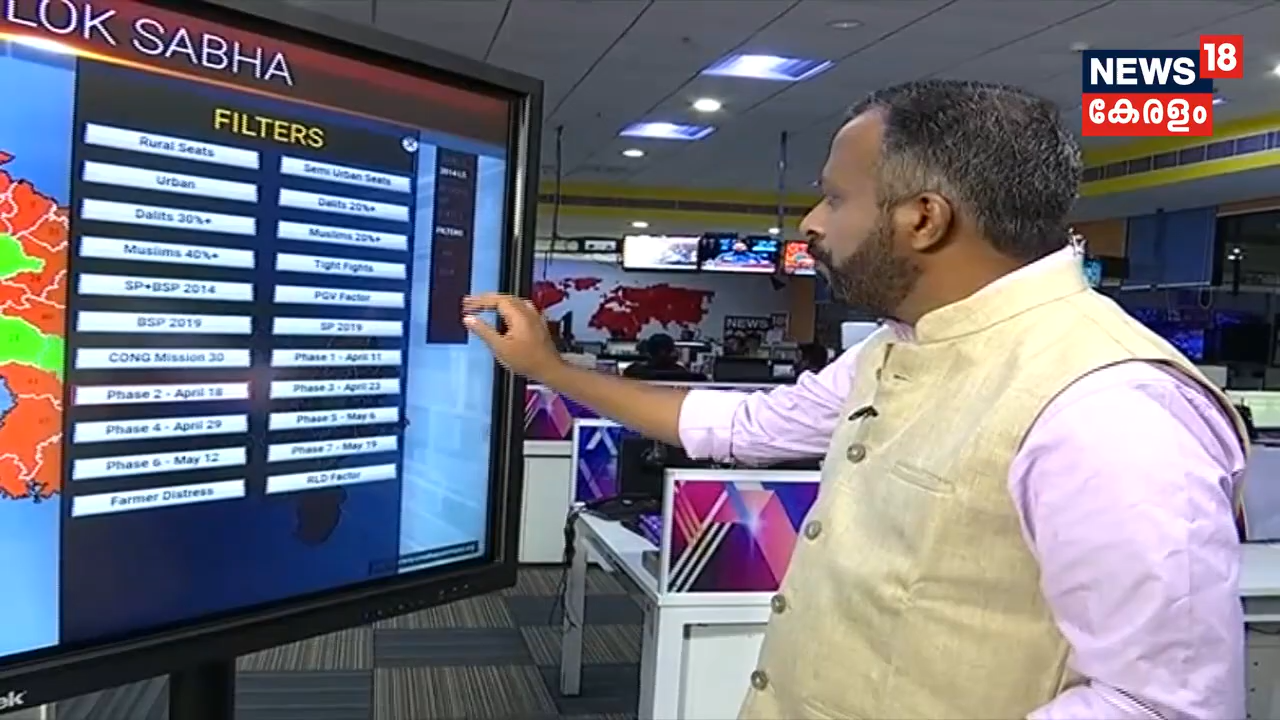 LOK SABHA
FILTERS
Rural Seats
Semi Urban Seats
Urban
Dalits 20%+
Dalits 30%+
Muslims 20%+
Muslims 40%+
Tight Fights
SP+BSP 2014
PGV Factor
BSP 2019
SP 2019
CONG Mission 30
Phase 1 - April 11
Phase 2 - April 18
Phase 3 - April 23
Phase 4 - April 29
Phase 5 - May 6
Phase 6 - May 12
Phase 7 - May 19
Farmer Distress
RLD Factor
2014 LS
FILTERS
NEWS 18
NEWS18
കേരളം